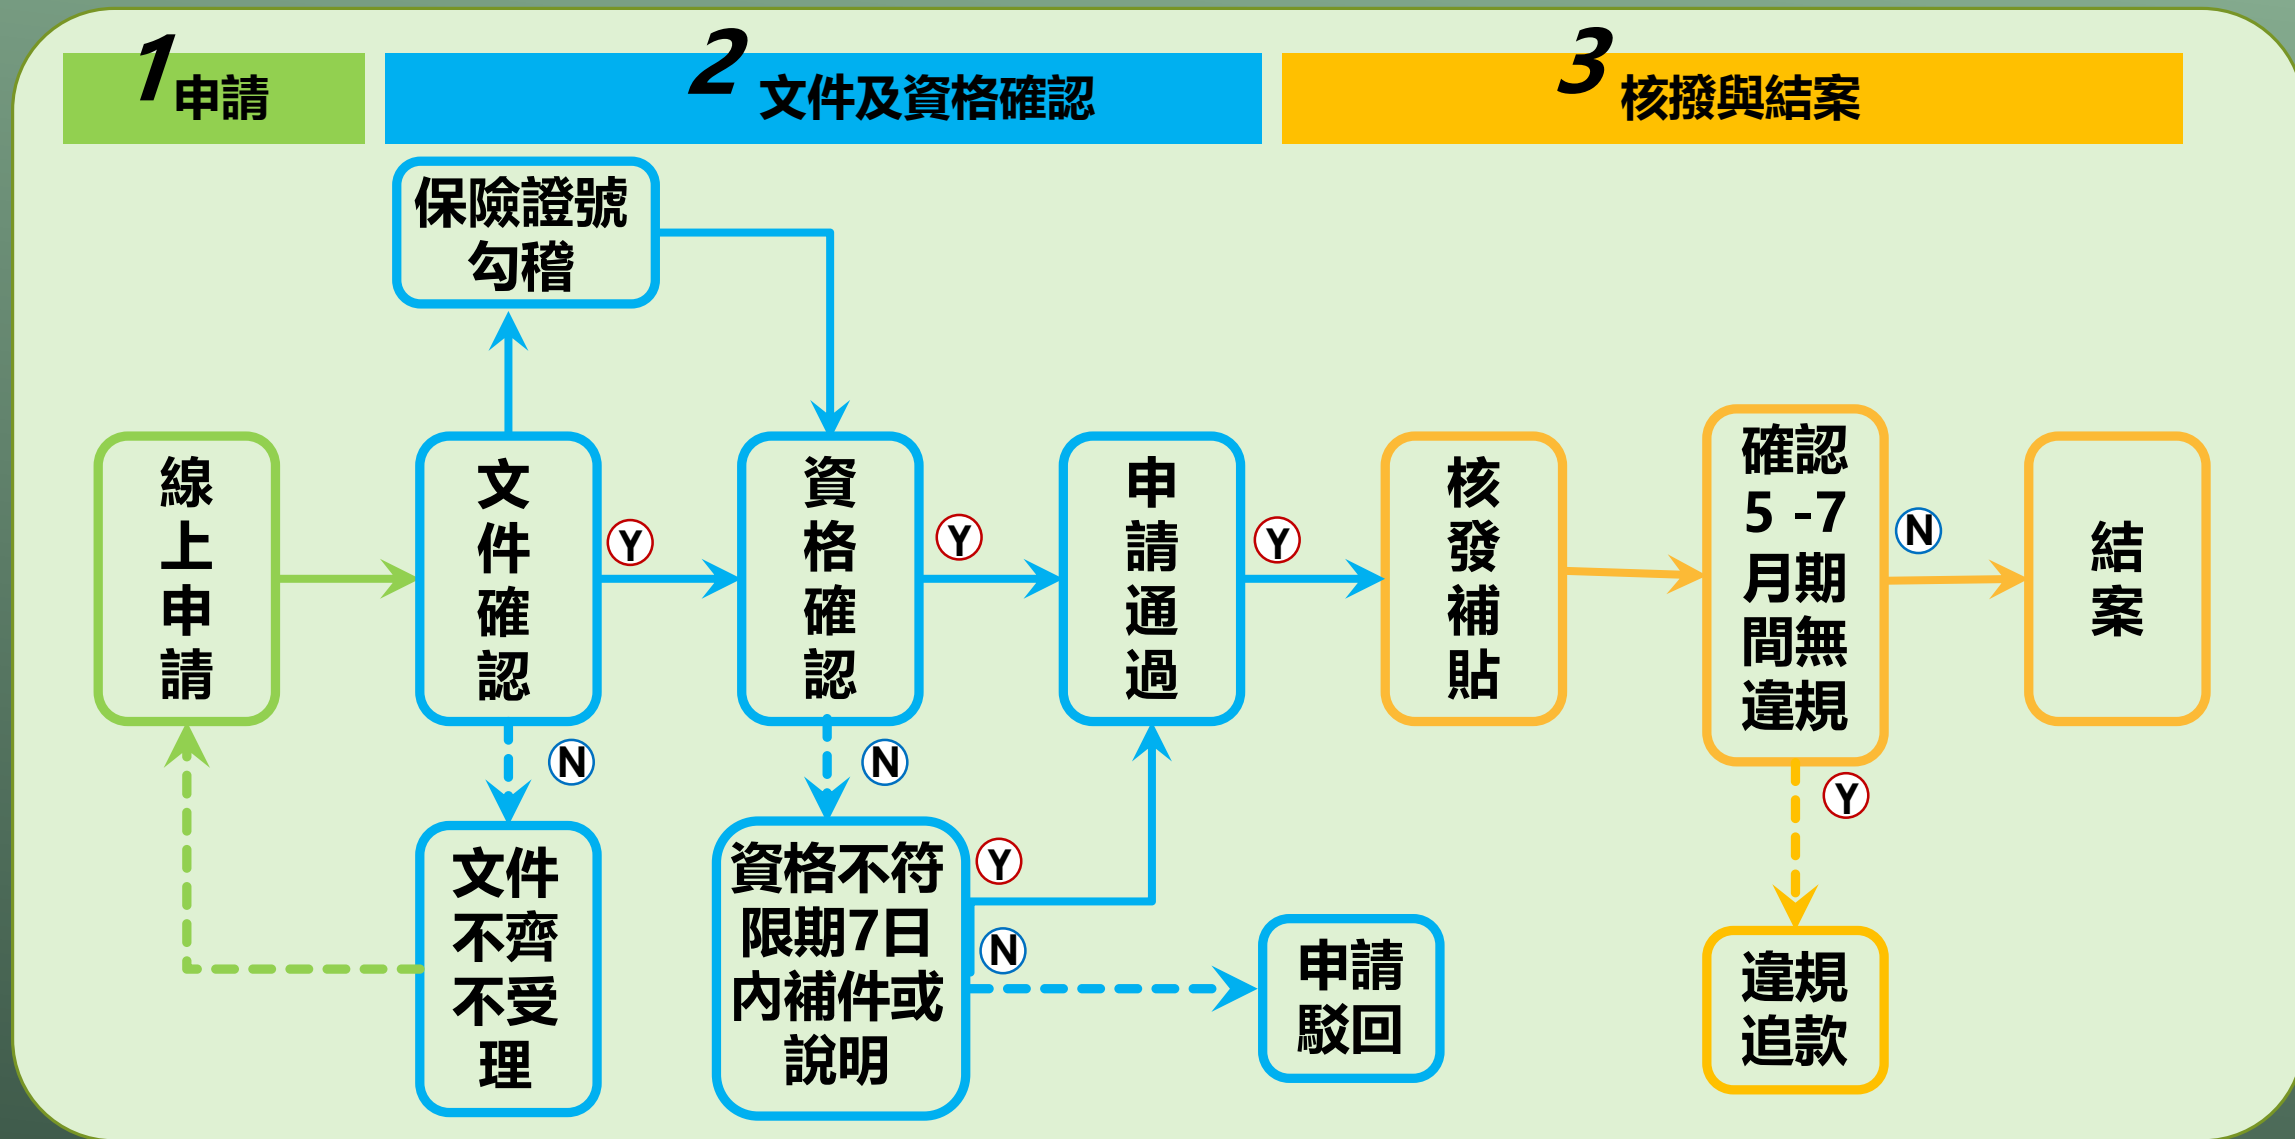 1 申請
2 文件及資格確認
3 核撥與結案
保險證號
勾稽
線
上
申
請
文
件
確
認
Y
資
格
確
認
Y
申
請
通
過
Y
核
發
補
貼
確認
5 -7
月期
間無
違規
N
結
案
N
N
Y
文件
不齊
不受
理
資格不符
限期7日
內補件或
說明
Y
N
申請
駁回
違規
追款